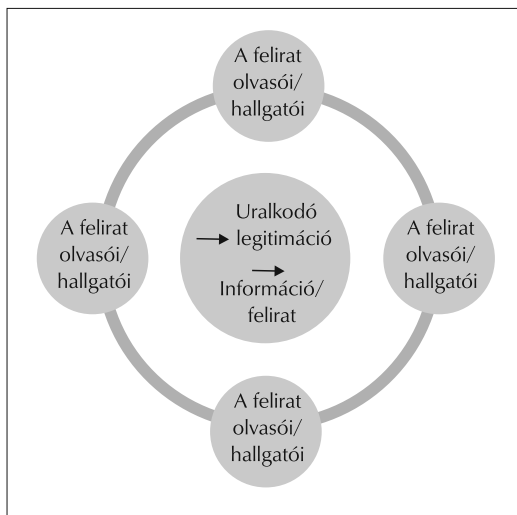 A felirat
olvasói/
hallgatói
A felirat
olvasói/
hallgatói
Uralkodó
→ legitimáció
→
Információ/
felirat
A felirat
olvasói/
hallgatói
A felirat
olvasói/
hallgatói